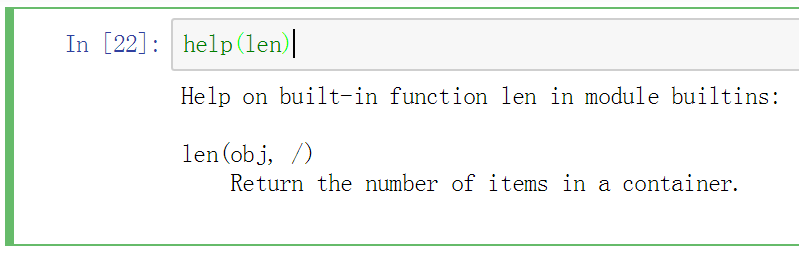 In [22]: help(len)
Help on built-in function len in module builtins:
len(obj, /)
Return the number of items in a container.